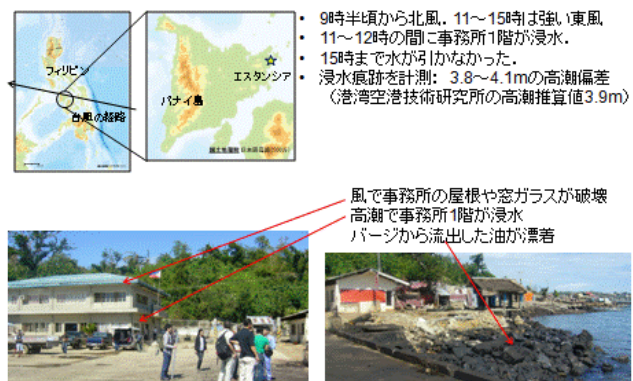 • 9時半頃から北風．11～15時は強い東風
• 11～12時の間に事務所1階が浸水．
• 15時まで水が引かなかった．
• 浸水痕跡を計測: 3.8～4.1mの高潮偏差
（港湾空港技術研究所の高潮推算値3.9m）
フィリピン
台風の経路
エスタンシア
パナイ島
風で事務所の屋根や窓ガラスが破壊
高潮で事務所1階が浸水
バージから流出した油が漂着